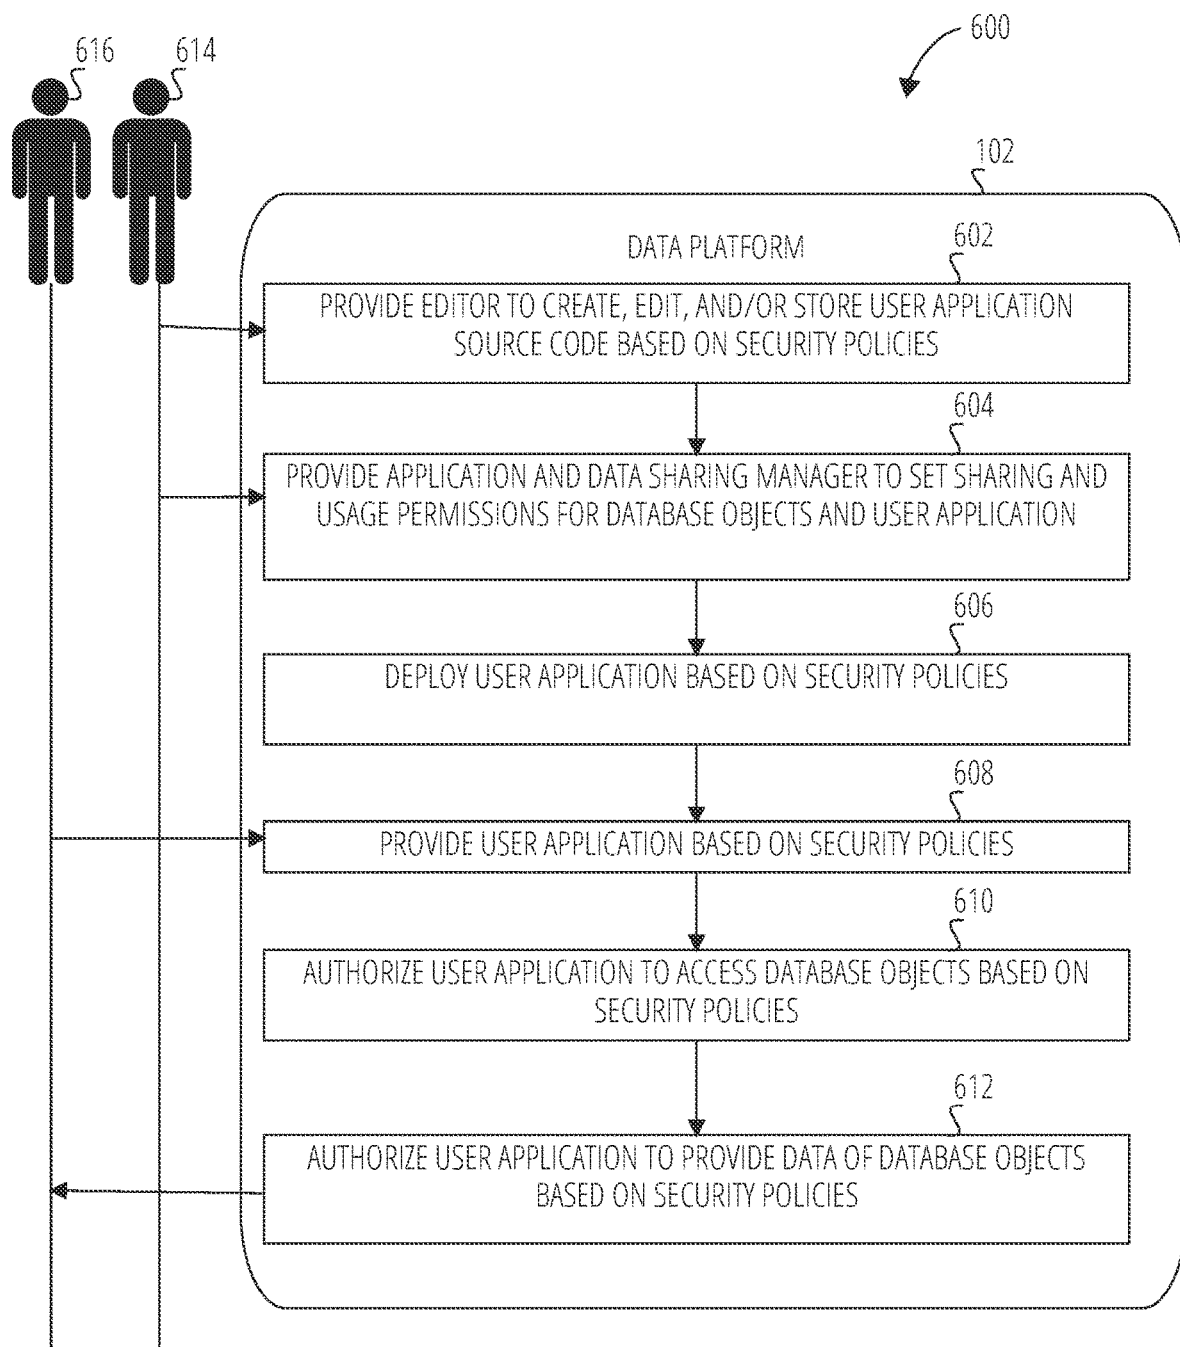 616
614
600
102
DATA PLATFORM
602
PROVIDE EDITOR TO CREATE, EDIT, AND/OR STORE USER APPLICATION
SOURCE CODE BASED ON SECURITY POLICIES
604
PROVIDE APPLICATION AND DATA SHARING MANAGER TO SET SHARING AND
USAGE PERMISSIONS FOR DATABASE OBJECTS AND USER APPLICATION
606
DEPLOY USER APPLICATION BASED ON SECURITY POLICIES
608
PROVIDE USER APPLICATION BASED ON SECURITY POLICIES
610
AUTHORIZE USER APPLICATION TO ACCESS DATABASE OBJECTS BASED ON
SECURITY POLICIES
612
AUTHORIZE USER APPLICATION TO PROVIDE DATA OF DATABASE OBJECTS
BASED ON SECURITY POLICIES